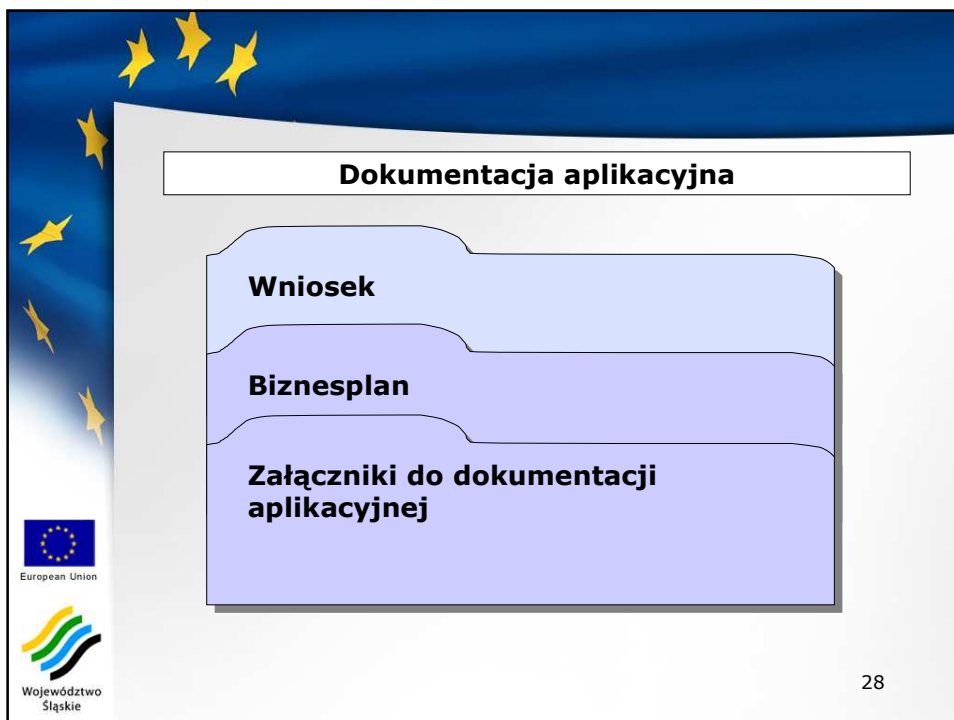 Dokumentacja aplikacyjna
Wniosek
Biznesplan
Załączniki do dokumentacji
aplikacyjnej
European Union
Województwo
Śląskie
28